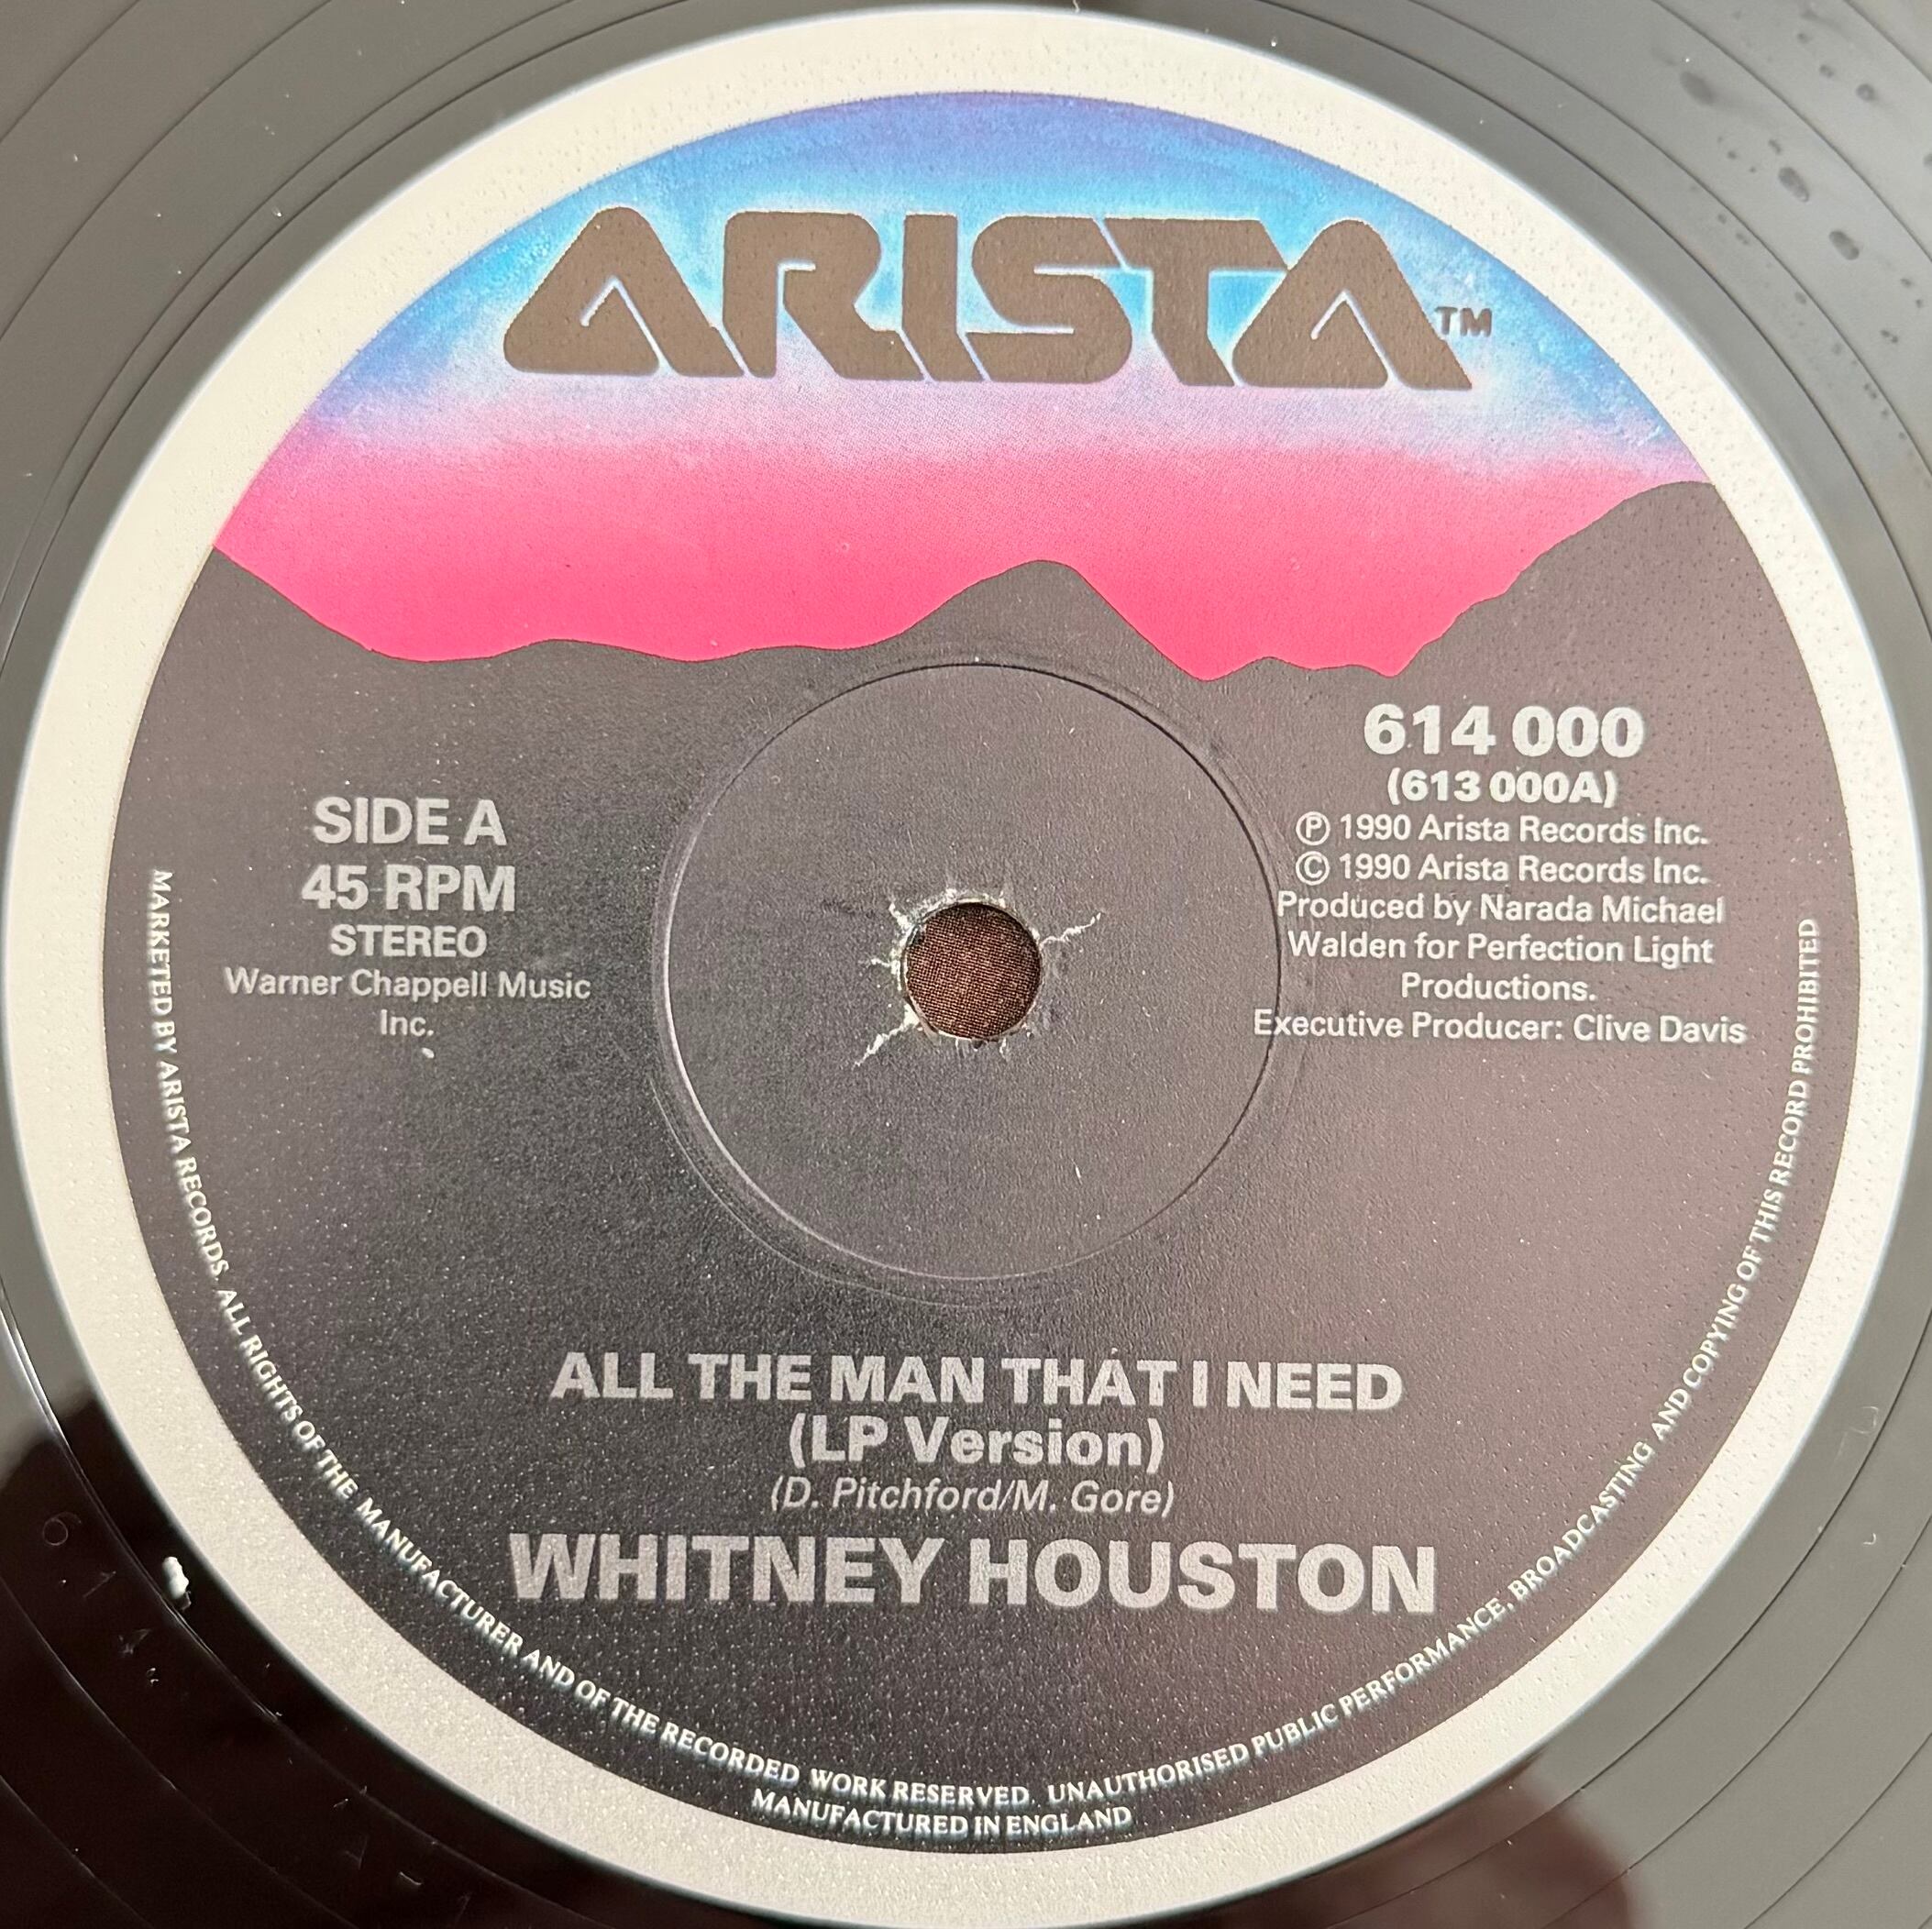 ARISTA™
614 000
(613 000A)
Ⓟ 1990 Arista Records Inc.
© 1990 Arista Records Inc.
Produced by Narada Michael
Walden for Perfection Light
Productions.
Executive Producer: Clive Davis
SIDE A
45 RPM
STEREO
Warner Chappell Music
Inc.
ALL THE MAN THAT I NEED
(LP Version)
(D. Pitchford/M. Gore)
WHITNEY HOUSTON
MARKETED BY ARISTA RECORDS. ALL RIGHTS OF THE MANUFACTURER AND OF THE RECORDED WORK RESERVED. UNAUTHORISED PUBLIC PERFORMANCE, BROADCASTING AND COPYING OF THIS RECORD PROHIBITED
MANUFACTURED IN ENGLAND